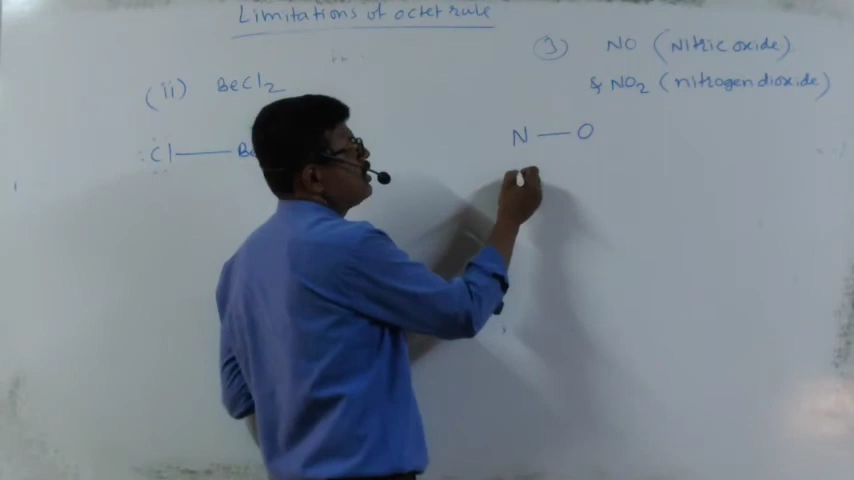 Limitations of octet rule
(ii) BeCl2
:Cl — Be
3) NO (Nitric oxide)
& NO2 (nitrogen dioxide)
N — O